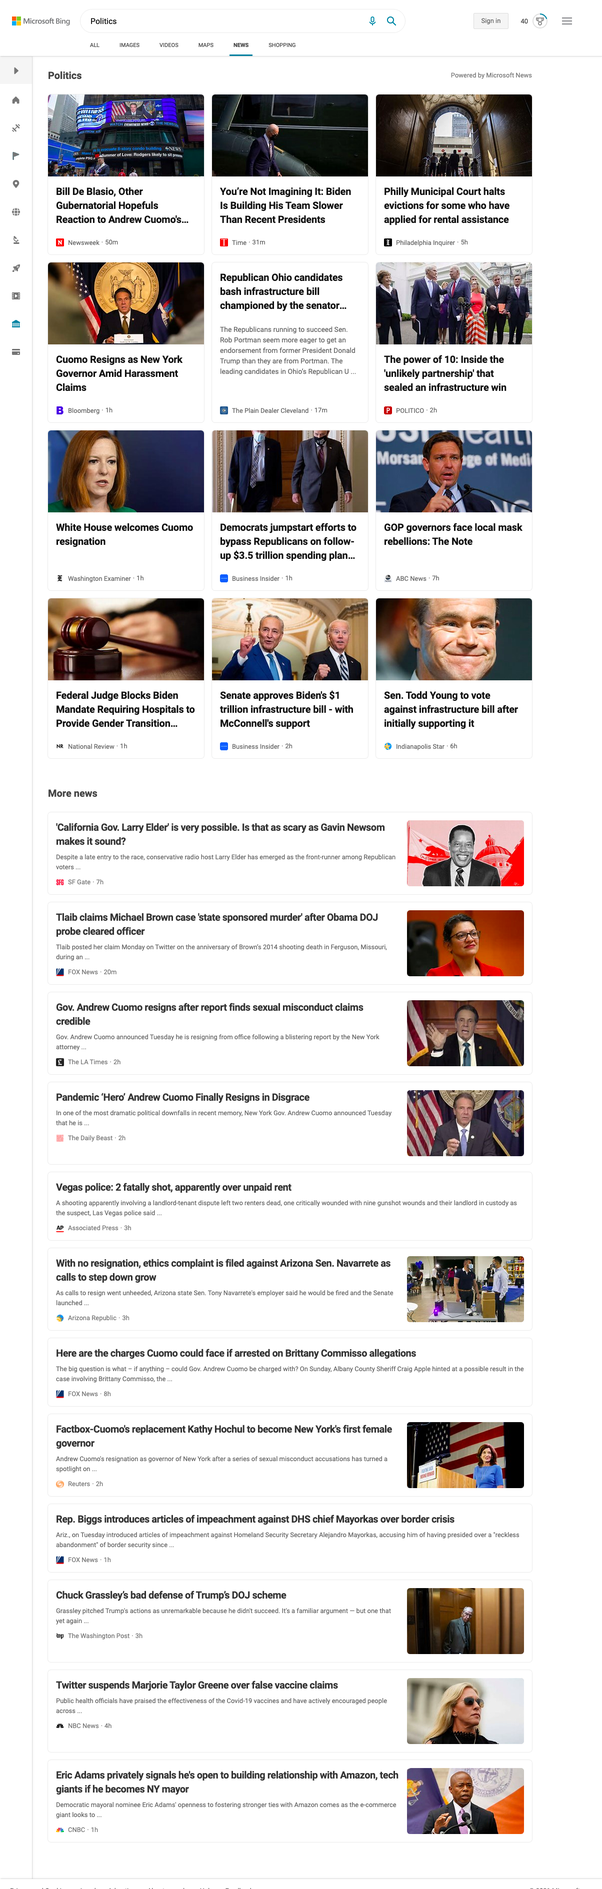 Microsoft Bing
Politics
Sign in
40
ALL
IMAGES
VIDEOS
MAPS
NEWS
SHOPPING
Politics
Powered by Microsoft News
Bill De Blasio, Other
Gubernatorial Hopefuls
Reaction to Andrew Cuomo's...
Newsweek · 50m
You're Not Imagining It: Biden
Is Building His Team Slower
Than Recent Presidents
Time · 31m
Philly Municipal Court halts
evictions for some who have
applied for rental assistance
Philadelphia Inquirer · 5h
Cuomo Resigns as New York
Governor Amid Harassment
Claims
Bloomberg · 1h
Republican Ohio candidates
bash infrastructure bill
championed by the senator...
The Republicans running to succeed Sen.
Rob Portman seem more eager to get an
endorsement from former President Donald
Trump than they are from Portman. The
leading candidates in Ohio's Republican U ...
The Plain Dealer Cleveland · 17m
The power of 10: Inside the
'unlikely partnership' that
sealed an infrastructure win
POLITICO · 2h
White House welcomes Cuomo
resignation
Washington Examiner · 1h
Democrats jumpstart efforts to
bypass Republicans on follow-
up $3.5 trillion spending plan...
Business Insider · 1h
GOP governors face local mask
rebellions: The Note
ABC News · 7h
Federal Judge Blocks Biden
Mandate Requiring Hospitals to
Provide Gender Transition...
National Review · 1h
Senate approves Biden's $1
trillion infrastructure bill - with
McConnell's support
Business Insider · 2h
Sen. Todd Young to vote
against infrastructure bill after
initially supporting it
Indianapolis Star · 6h
More news
'California Gov. Larry Elder' is very possible. Is that as scary as Gavin Newsom
makes it sound?
Despite a late entry to the race, conservative radio host Larry Elder has emerged as the front-runner among Republican
voters ...
SF Gate · 7h
Tlaib claims Michael Brown case 'state sponsored murder' after Obama DOJ
probe cleared officer
Tlaib posted her claim Monday on Twitter on the anniversary of Brown's 2014 shooting death in Ferguson, Missouri,
during an ...
FOX News · 20m
Gov. Andrew Cuomo resigns after report finds sexual misconduct claims
credible
Gov. Andrew Cuomo announced Tuesday he is resigning from office following a blistering report by the New York
attorney ...
The LA Times · 2h
Pandemic 'Hero' Andrew Cuomo Finally Resigns in Disgrace
In one of the most dramatic political downfalls in recent memory, New York Gov. Andrew Cuomo announced Tuesday
that he is ...
The Daily Beast · 2h
Vegas police: 2 fatally shot, apparently over unpaid rent
A shooting apparently involving a landlord-tenant dispute left two renters dead, one critically wounded with nine gunshot wounds and their landlord in custody as
the suspect, Las Vegas police said ...
Associated Press · 3h
With no resignation, ethics complaint is filed against Arizona Sen. Navarrete as
calls to step down grow
As calls to resign went unheeded, Arizona state Sen. Tony Navarrete's employer said he would be fired and the Senate
launched ...
Arizona Republic · 3h
Here are the charges Cuomo could face if arrested on Brittany Commisso allegations
The big question is what – if anything – could Gov. Andrew Cuomo be charged with? On Sunday, Albany County Sheriff Craig Apple hinted at a possible result in the
case involving Brittany Commisso, the ...
FOX News · 8h
Factbox-Cuomo's replacement Kathy Hochul to become New York's first female
governor
Andrew Cuomo's resignation as governor of New York after a series of sexual misconduct accusations has turned a
spotlight on ...
Reuters · 2h
Rep. Biggs introduces articles of impeachment against DHS chief Mayorkas over border crisis
Ariz., on Tuesday introduced articles of impeachment against Homeland Security Secretary Alejandro Mayorkas, accusing him of having presided over a "reckless
abandonment" of border security since ...
FOX News · 1h
Chuck Grassley's bad defense of Trump's DOJ scheme
Grassley pitched Trump's actions as unremarkable because he didn't succeed. It's a familiar argument — but one that
yet again ...
The Washington Post · 3h
Twitter suspends Marjorie Taylor Greene over false vaccine claims
Public health officials have praised the effectiveness of the Covid-19 vaccines and have actively encouraged people
across ...
NBC News · 4h
Eric Adams privately signals he's open to building relationship with Amazon, tech
giants if he becomes NY mayor
Democratic mayoral nominee Eric Adams' openness to fostering stronger ties with Amazon comes as the e-commerce
giant looks to ...
CNBC · 1h